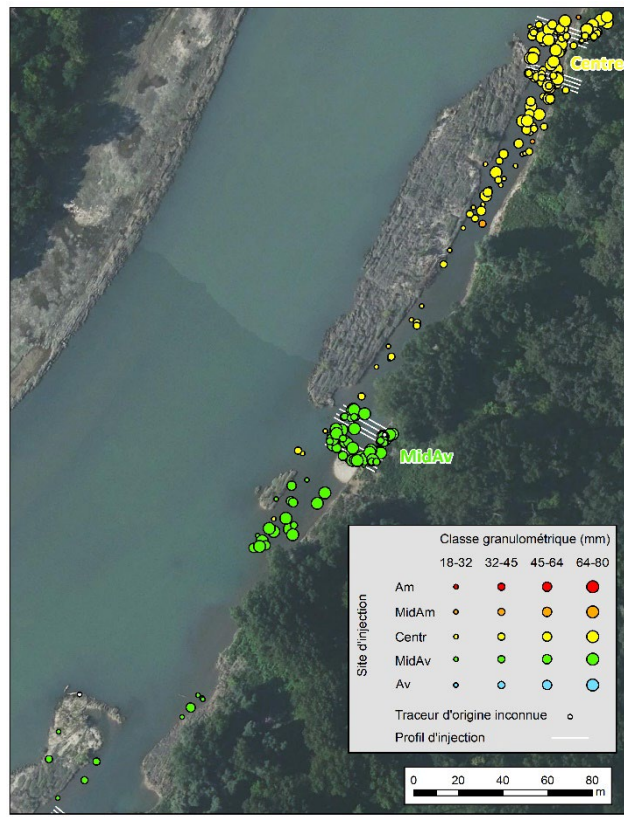 Centre
MidAv
Classe granulométrique (mm)
18-32 32-45 45-64 64-80
Site d'injection
Am
MidAm
Centr
MidAv
Av
Traceur d'origine inconnue
Profil d'injection
0 20 40 60 80
m